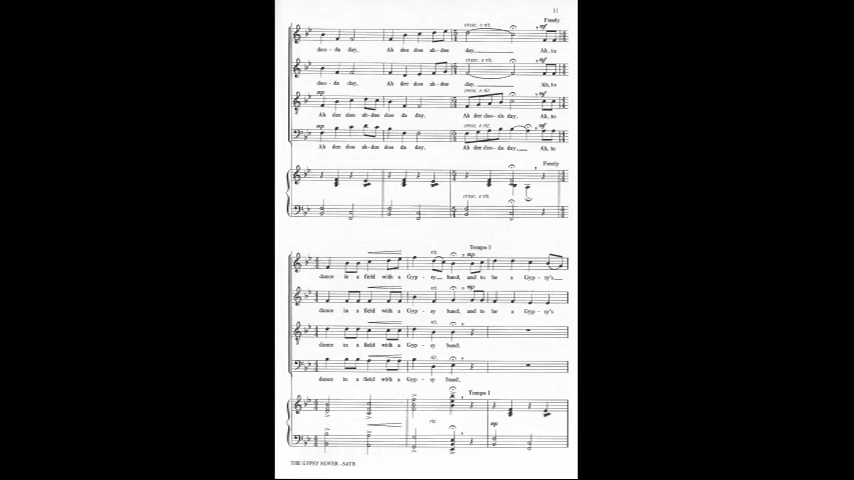 11
cresc. e rit.
Freely
mf
doo - da day, Ah dee doo ah-dee day. Ah, to
cresc. e rit.
mf
doo - da day, Ah dee doo ah-dee day. Ah, to
mp
cresc. e rit.
mf
Ah dee doo ah-dee doo da day, Ah dee doo-da day, Ah, to
mp
cresc. e rit.
mf
Ah dee doo ah-dee doo da day, Ah dee doo-da day, Ah, to
Freely
cresc. e rit.
Tempo I
rit. mp
dance in a field with a Gyp - sy band, and to be a Gyp-sy's
rit. mp
dance in a field with a Gyp - sy band, and to be a Gyp-sy's
rit.
dance in a field with a Gyp - sy band.
rit.
dance in a field with a Gyp - sy band.
Tempo I
rit.
mp
THE GYPSY ROVER - SATB